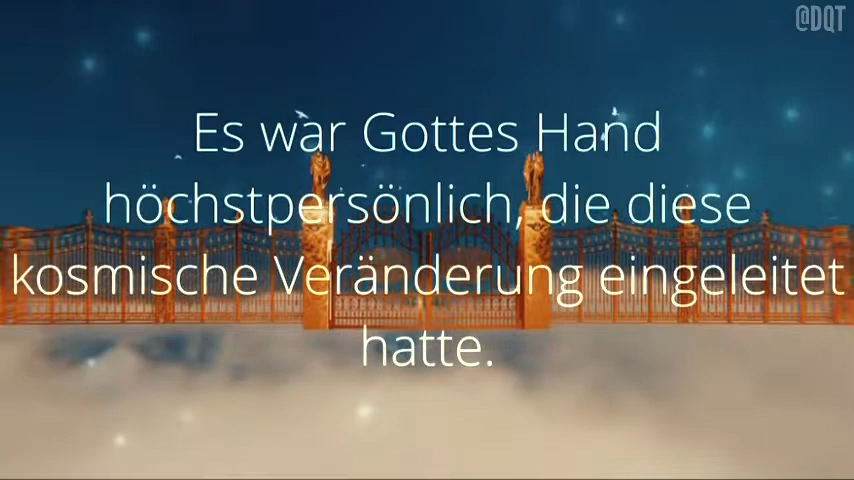 @DQT
Es war Gottes Hand
höchstpersönlich, die diese
kosmische Veränderung eingeleitet
hatte.